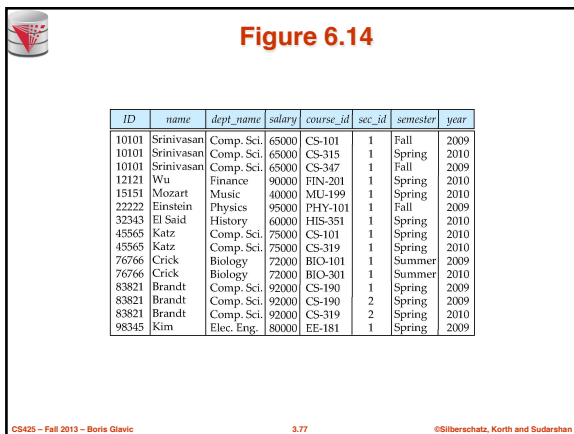 Figure 6.14
ID name dept_name salary course_id sec_id semester year
10101 Srinivasan Comp. Sci. 65000 CS-101 1 Fall 2009
10101 Srinivasan Comp. Sci. 65000 CS-315 1 Spring 2010
10101 Srinivasan Comp. Sci. 65000 CS-347 1 Fall 2009
12121 Wu Finance 90000 FIN-201 1 Spring 2010
15151 Mozart Music 40000 MU-199 1 Spring 2010
22222 Einstein Physics 95000 PHY-101 1 Fall 2009
32343 El Said History 60000 HIS-351 1 Spring 2010
45565 Katz Comp. Sci. 75000 CS-101 1 Spring 2010
45565 Katz Comp. Sci. 75000 CS-319 1 Spring 2010
76766 Crick Biology 72000 BIO-101 1 Summer 2009
76766 Crick Biology 72000 BIO-301 1 Summer 2010
83821 Brandt Comp. Sci. 92000 CS-190 1 Spring 2009
83821 Brandt Comp. Sci. 92000 CS-190 2 Spring 2009
83821 Brandt Comp. Sci. 92000 CS-319 2 Spring 2010
98345 Kim Elec. Eng. 80000 EE-181 1 Spring 2009
CS425 – Fall 2013 – Boris Glavic 3.77 ©Silberschatz, Korth and Sudarshan